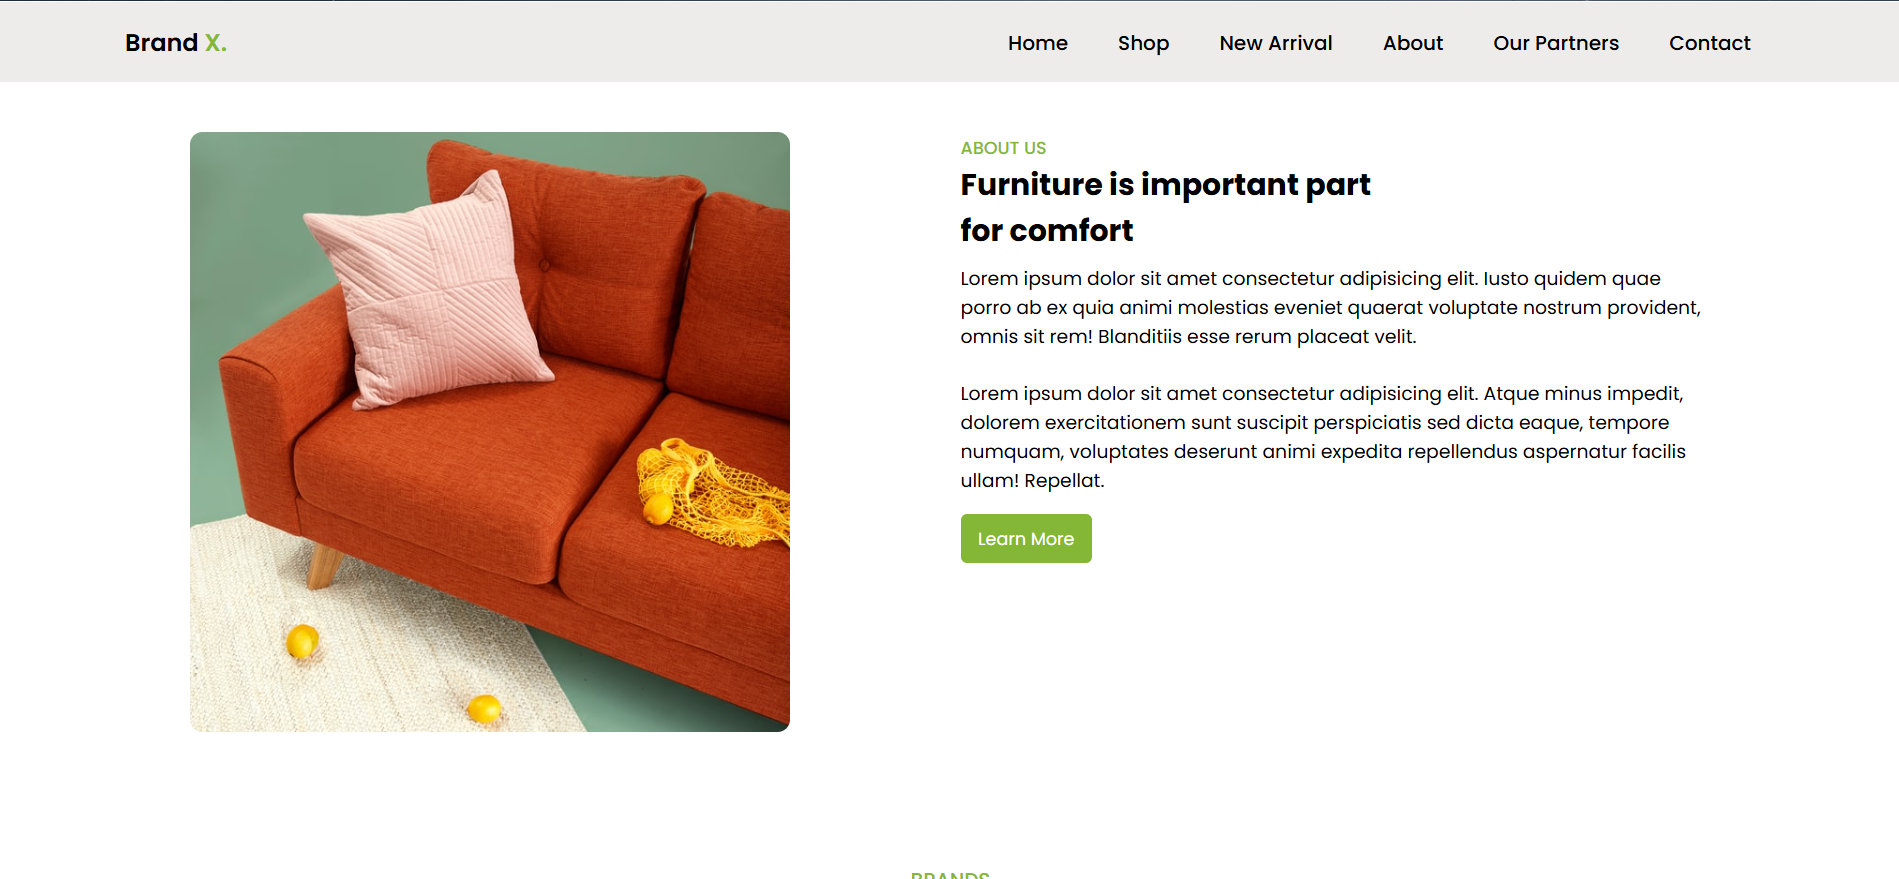 Brand X.
Home Shop New Arrival About Our Partners Contact
ABOUT US
Furniture is important part
for comfort
Lorem ipsum dolor sit amet consectetur adipisicing elit. Iusto quidem quae
porro ab ex quia animi molestias eveniet quaerat voluptate nostrum provident,
omnis sit rem! Blanditiis esse rerum placeat velit.
Lorem ipsum dolor sit amet consectetur adipisicing elit. Atque minus impedit,
dolorem exercitationem sunt suscipit perspiciatis sed dicta eaque, tempore
numquam, voluptates deserunt animi expedita repellendus aspernatur facilis
ullam! Repellat.
Learn More
BRANDS